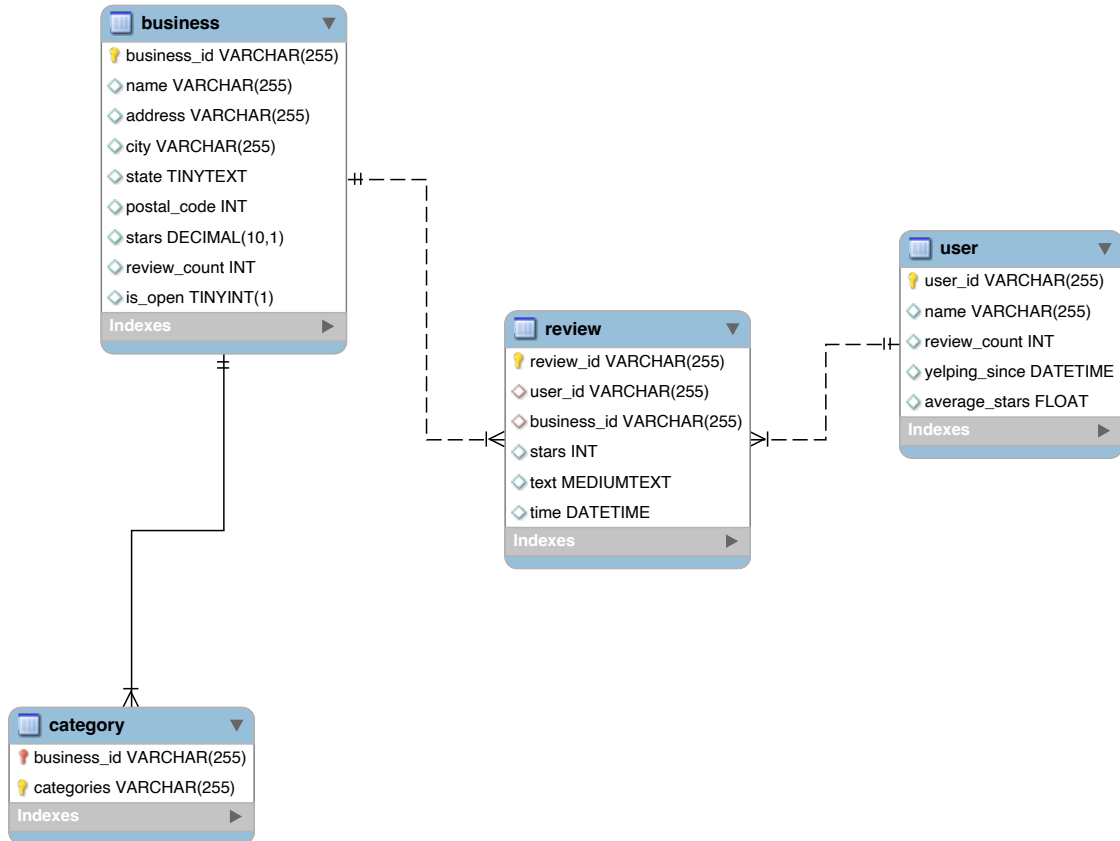 business
business_id VARCHAR(255)
name VARCHAR(255)
address VARCHAR(255)
city VARCHAR(255)
state TINYTEXT
postal_code INT
stars DECIMAL(10,1)
review_count INT
is_open TINYINT(1)
Indexes
review
review_id VARCHAR(255)
user_id VARCHAR(255)
business_id VARCHAR(255)
stars INT
text MEDIUMTEXT
time DATETIME
Indexes
user
user_id VARCHAR(255)
name VARCHAR(255)
review_count INT
yelping_since DATETIME
average_stars FLOAT
Indexes
category
business_id VARCHAR(255)
categories VARCHAR(255)
Indexes